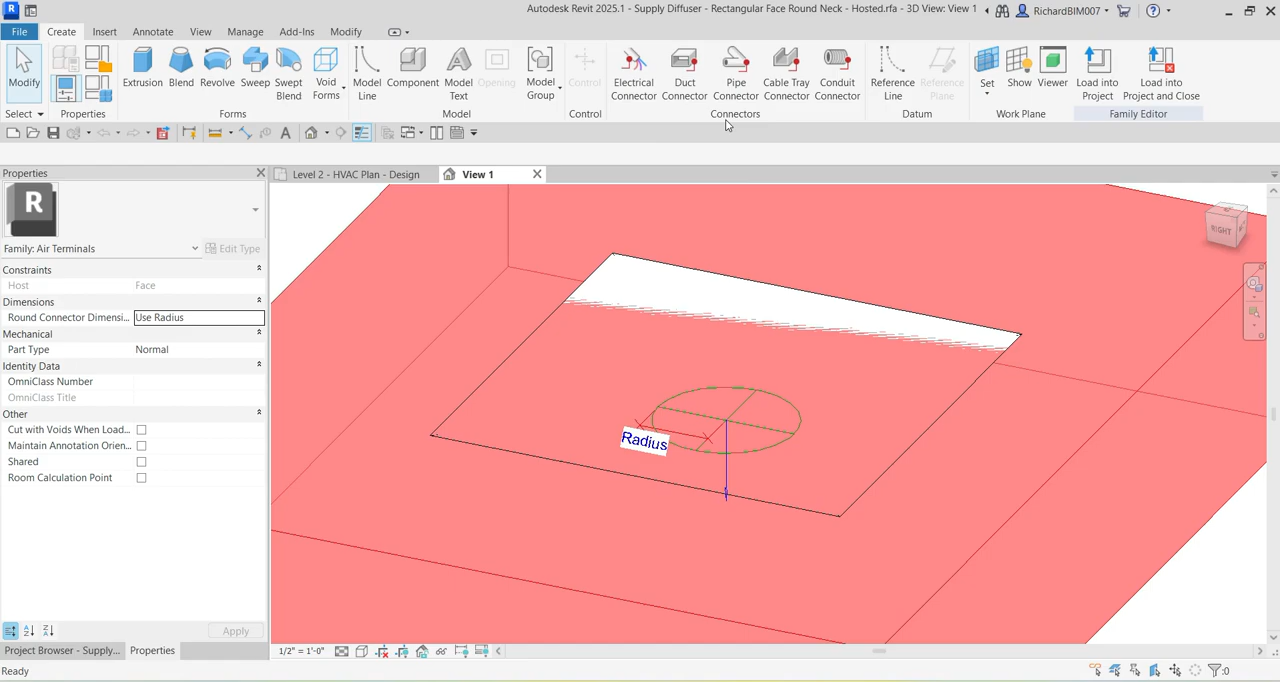 Autodesk Revit 2025.1 - Supply Diffuser - Rectangular Face Round Neck - Hosted.rfa - 3D View: View 1
RichardBIM007
File Create Insert Annotate View Manage Add-Ins Modify
Modify
Extrusion Blend Revolve Sweep Swept Blend Void Forms
Model Line Component Model Text Opening Model Group
Control
Electrical Connector Duct Connector Pipe Connector Cable Tray Connector Conduit Connector
Reference Line Reference Plane
Set Show Viewer
Load into Project Load into Project and Close
Select Properties Forms Model Control Connectors Datum Work Plane Family Editor
Properties
Level 2 - HVAC Plan - Design
View 1
R
Family: Air Terminals
Edit Type
Constraints
Host Face
Dimensions
Round Connector Dimensi... Use Radius
Mechanical
Part Type Normal
Identity Data
OmniClass Number
OmniClass Title
Other
Cut with Voids When Load...
Maintain Annotation Orien...
Shared
Room Calculation Point
Radius
RIGHT
Apply
Project Browser - Supply... Properties
1/2" = 1'-0"
Ready
:0